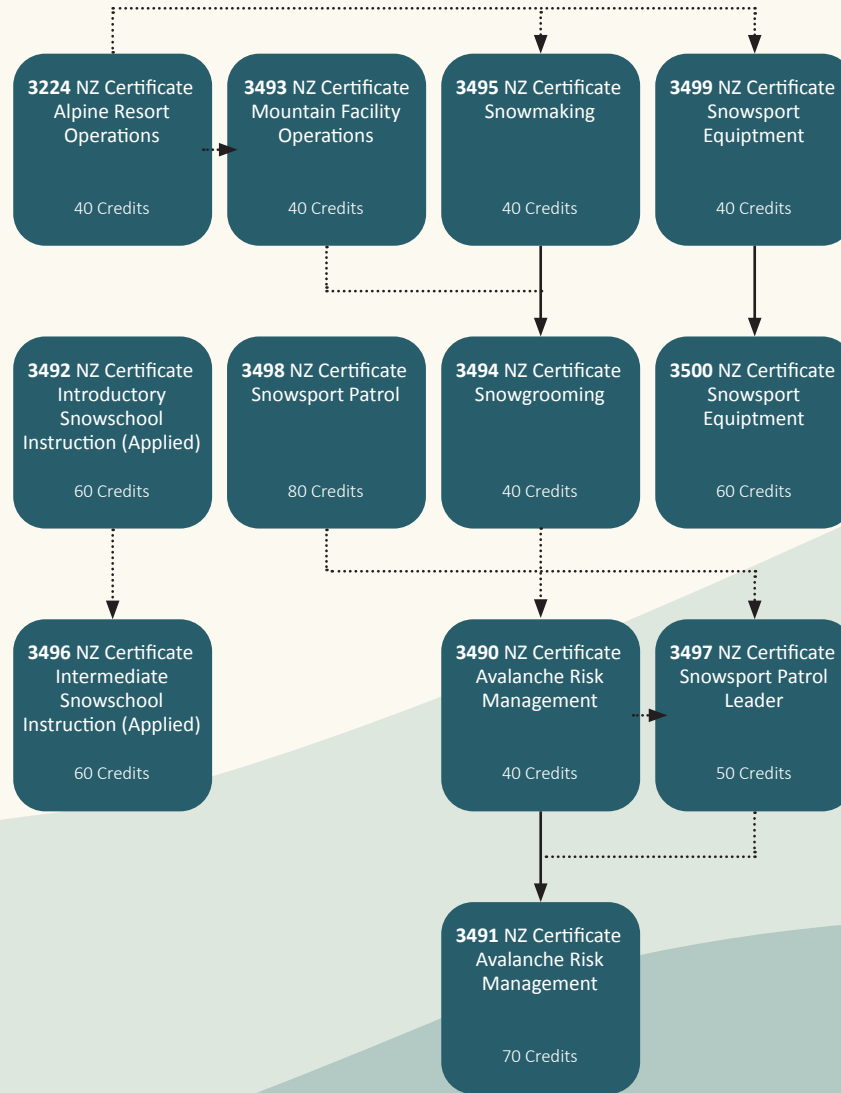 3224 NZ Certificate
Alpine Resort
Operations
40 Credits
3493 NZ Certificate
Mountain Facility
Operations
40 Credits
3495 NZ Certificate
Snowmaking
40 Credits
3499 NZ Certificate
Snowsport
Equiptment
40 Credits
3492 NZ Certificate
Introductory
Snowschool
Instruction (Applied)
60 Credits
3498 NZ Certificate
Snowsport Patrol
80 Credits
3494 NZ Certificate
Snowgrooming
40 Credits
3500 NZ Certificate
Snowsport
Equiptment
60 Credits
3496 NZ Certificate
Intermediate
Snowschool
Instruction (Applied)
60 Credits
3490 NZ Certificate
Avalanche Risk
Management
40 Credits
3497 NZ Certificate
Snowsport Patrol
Leader
50 Credits
3491 NZ Certificate
Avalanche Risk
Management
70 Credits